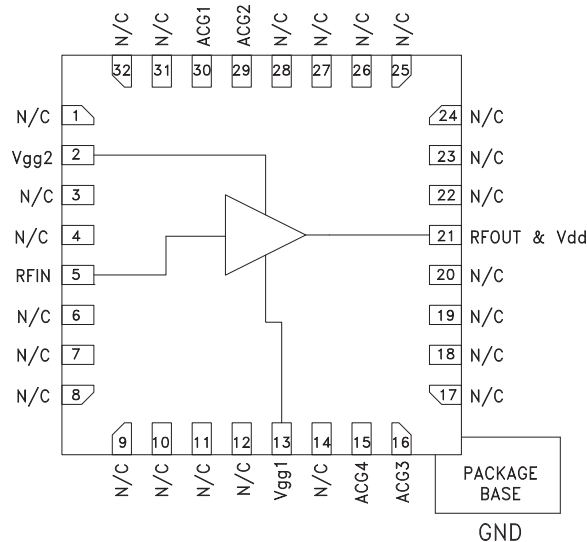 N/C N/C ACG1 ACG2 N/C N/C N/C N/C
32 31 30 29 28 27 26 25
N/C 1
Vgg2 2
N/C 3
N/C 4
RFIN 5
N/C 6
N/C 7
N/C 8
24 N/C
23 N/C
22 N/C
21 RFOUT & Vdd
20 N/C
19 N/C
18 N/C
17 N/C
9 10 11 12 13 14 15 16
N/C N/C N/C N/C Vgg1 N/C ACG4 ACG3
PACKAGE
BASE
GND